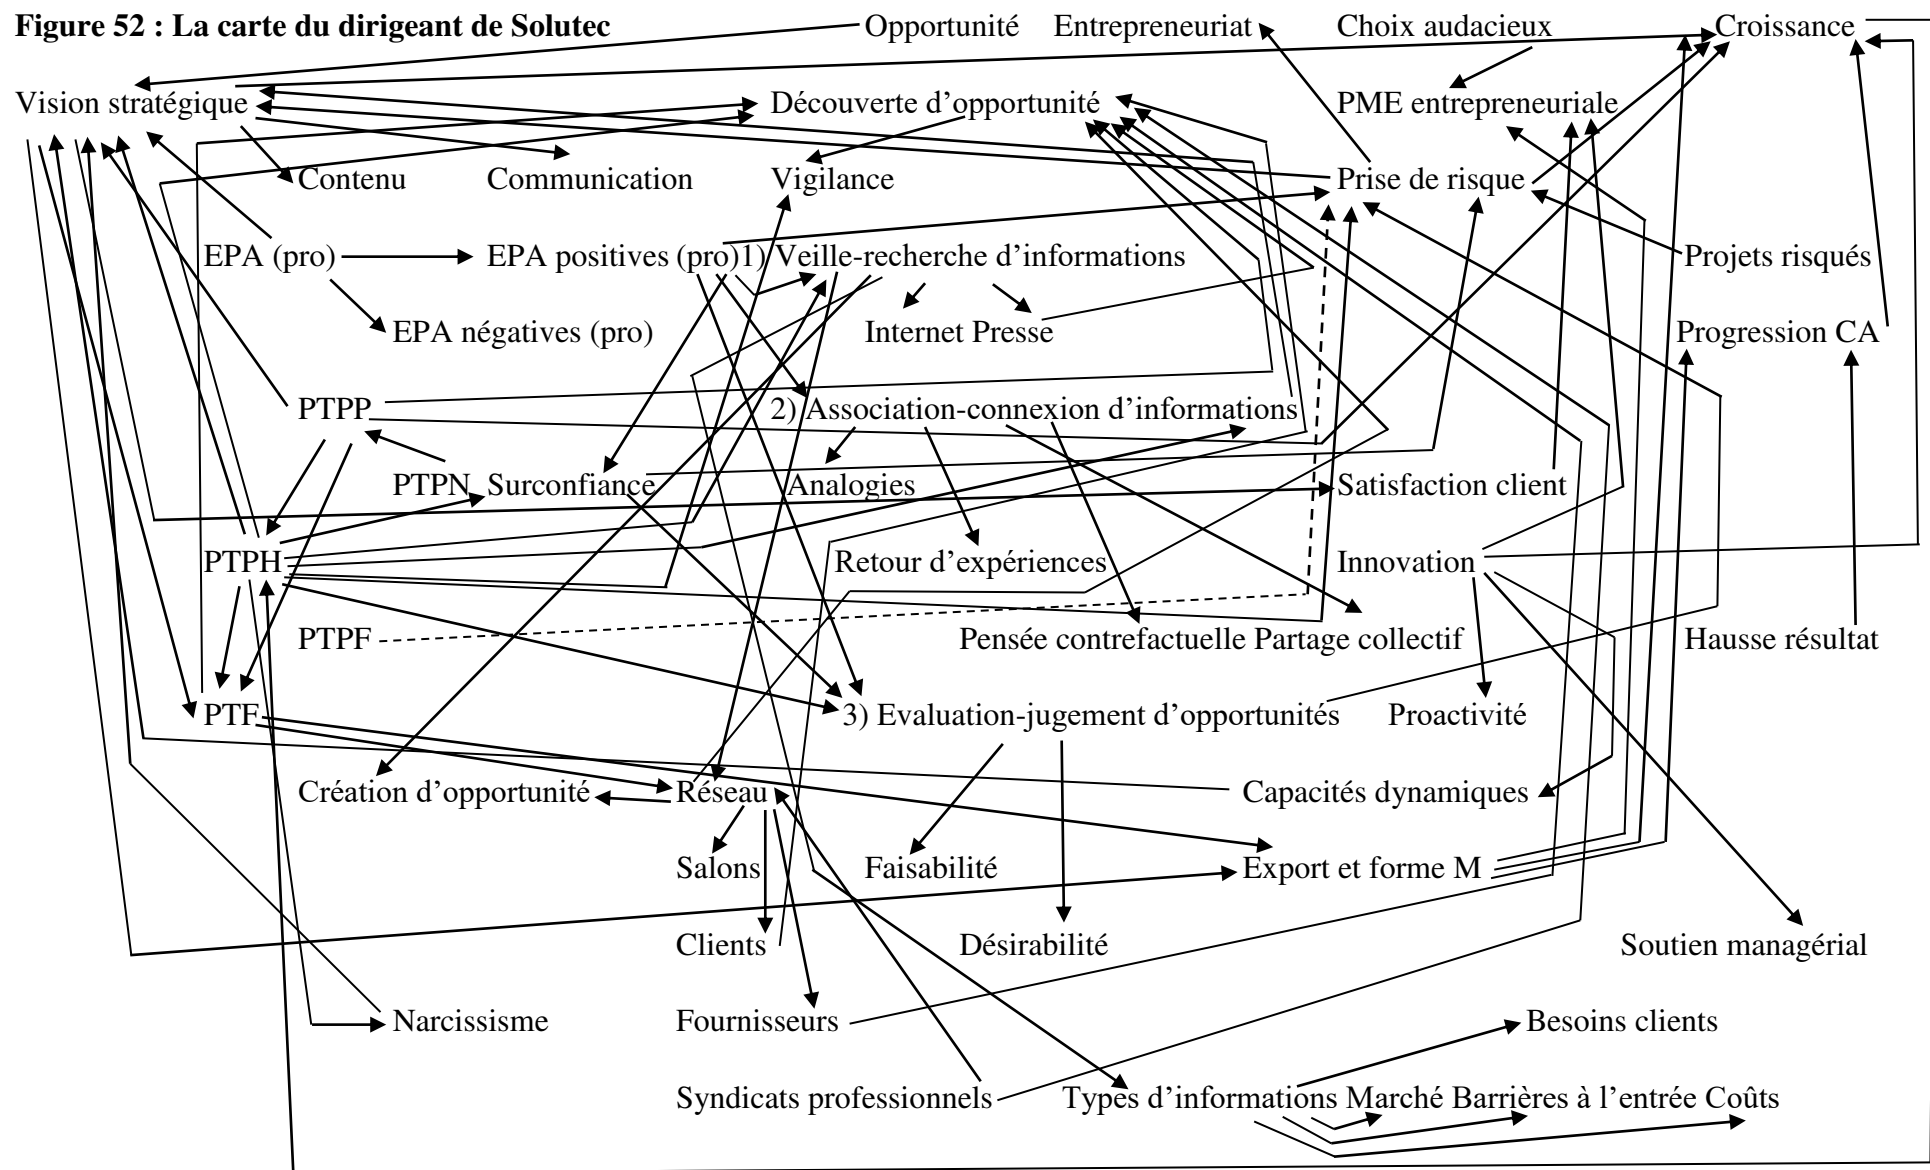 Figure 52 : La carte du dirigeant de Solutec Opportunité Entrepreneuriat Choix audacieux Croissance
Vision stratégique Découverte d’opportunité PME entrepreneuriale
Contenu Communication Vigilance Prise de risque
EPA (pro) EPA positives (pro) 1) Veille-recherche d’informations Projets risqués
EPA négatives (pro) Internet Presse Progression CA
PTPP 2) Association-connexion d’informations
PTPN Surconfiance Analogies Satisfaction client
PTPH Retour d’expériences Innovation
PTPF Pensée contrefactuelle Partage collectif Hausse résultat
PTF 3) Evaluation-jugement d’opportunités Proactivité
Création d’opportunité Réseau Capacités dynamiques
Salons Faisabilité Export et forme M
Clients Désirabilité Soutien managérial
Narcissisme Fournisseurs Besoins clients
Syndicats professionnels Types d’informations Marché Barrières à l’entrée Coûts